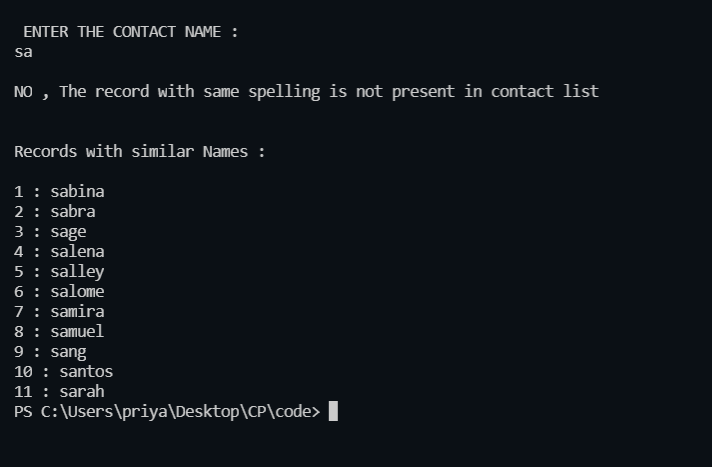 ENTER THE CONTACT NAME :
sa
NO , The record with same spelling is not present in contact list
Records with similar Names :
1 : sabina
2 : sabra
3 : sage
4 : salena
5 : salley
6 : salome
7 : samira
8 : samuel
9 : sang
10 : santos
11 : sarah
PS C:\Users\priya\Desktop\CP\code>